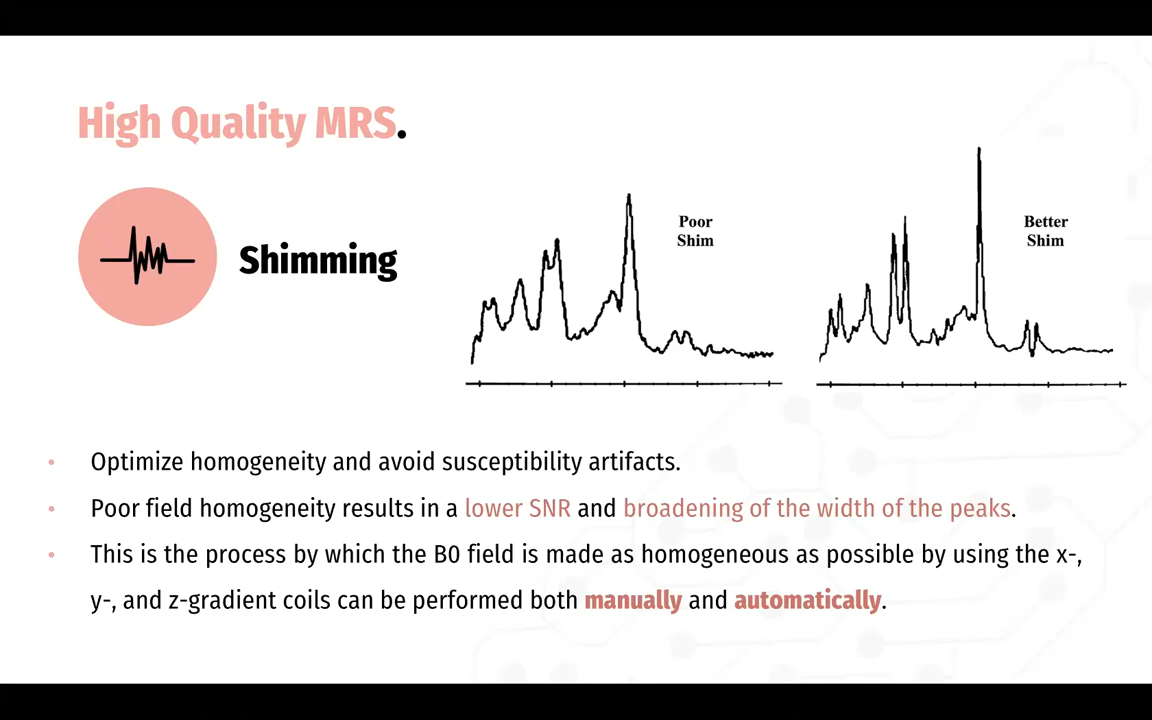 High Quality MRS.
Shimming
Poor
Shim
Better
Shim
• Optimize homogeneity and avoid susceptibility artifacts.
• Poor field homogeneity results in a lower SNR and broadening of the width of the peaks.
• This is the process by which the B0 field is made as homogeneous as possible by using the x-,
y-, and z-gradient coils can be performed both manually and automatically.